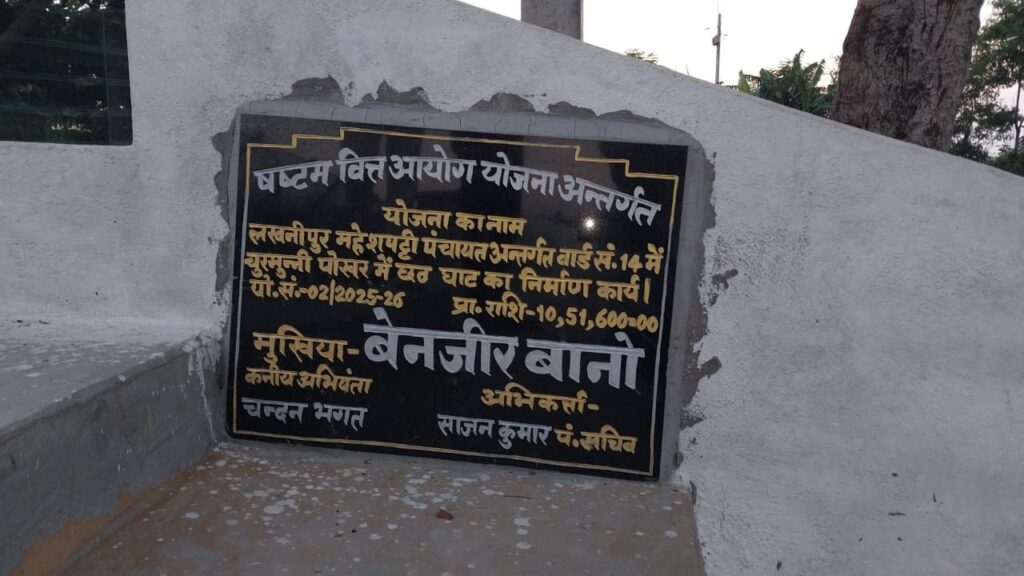 षष्टम वित्त आयोग योजना अन्तर्गत
योजना का नाम
लखनीपुर महेशपट्टी पंचायत अन्तर्गत वार्ड सं. 14 में
युरमुन्नी पोखर में छठ घाट का निर्माण कार्य।
यो. सं.-02/2025-26 प्रा. राशि-10,51,600=00
मुखिया- बेनजीर बानो
कनीय अभियंता
चन्दन भगत
अभिकर्त्ता-
साजन कुमार पं. सचिव